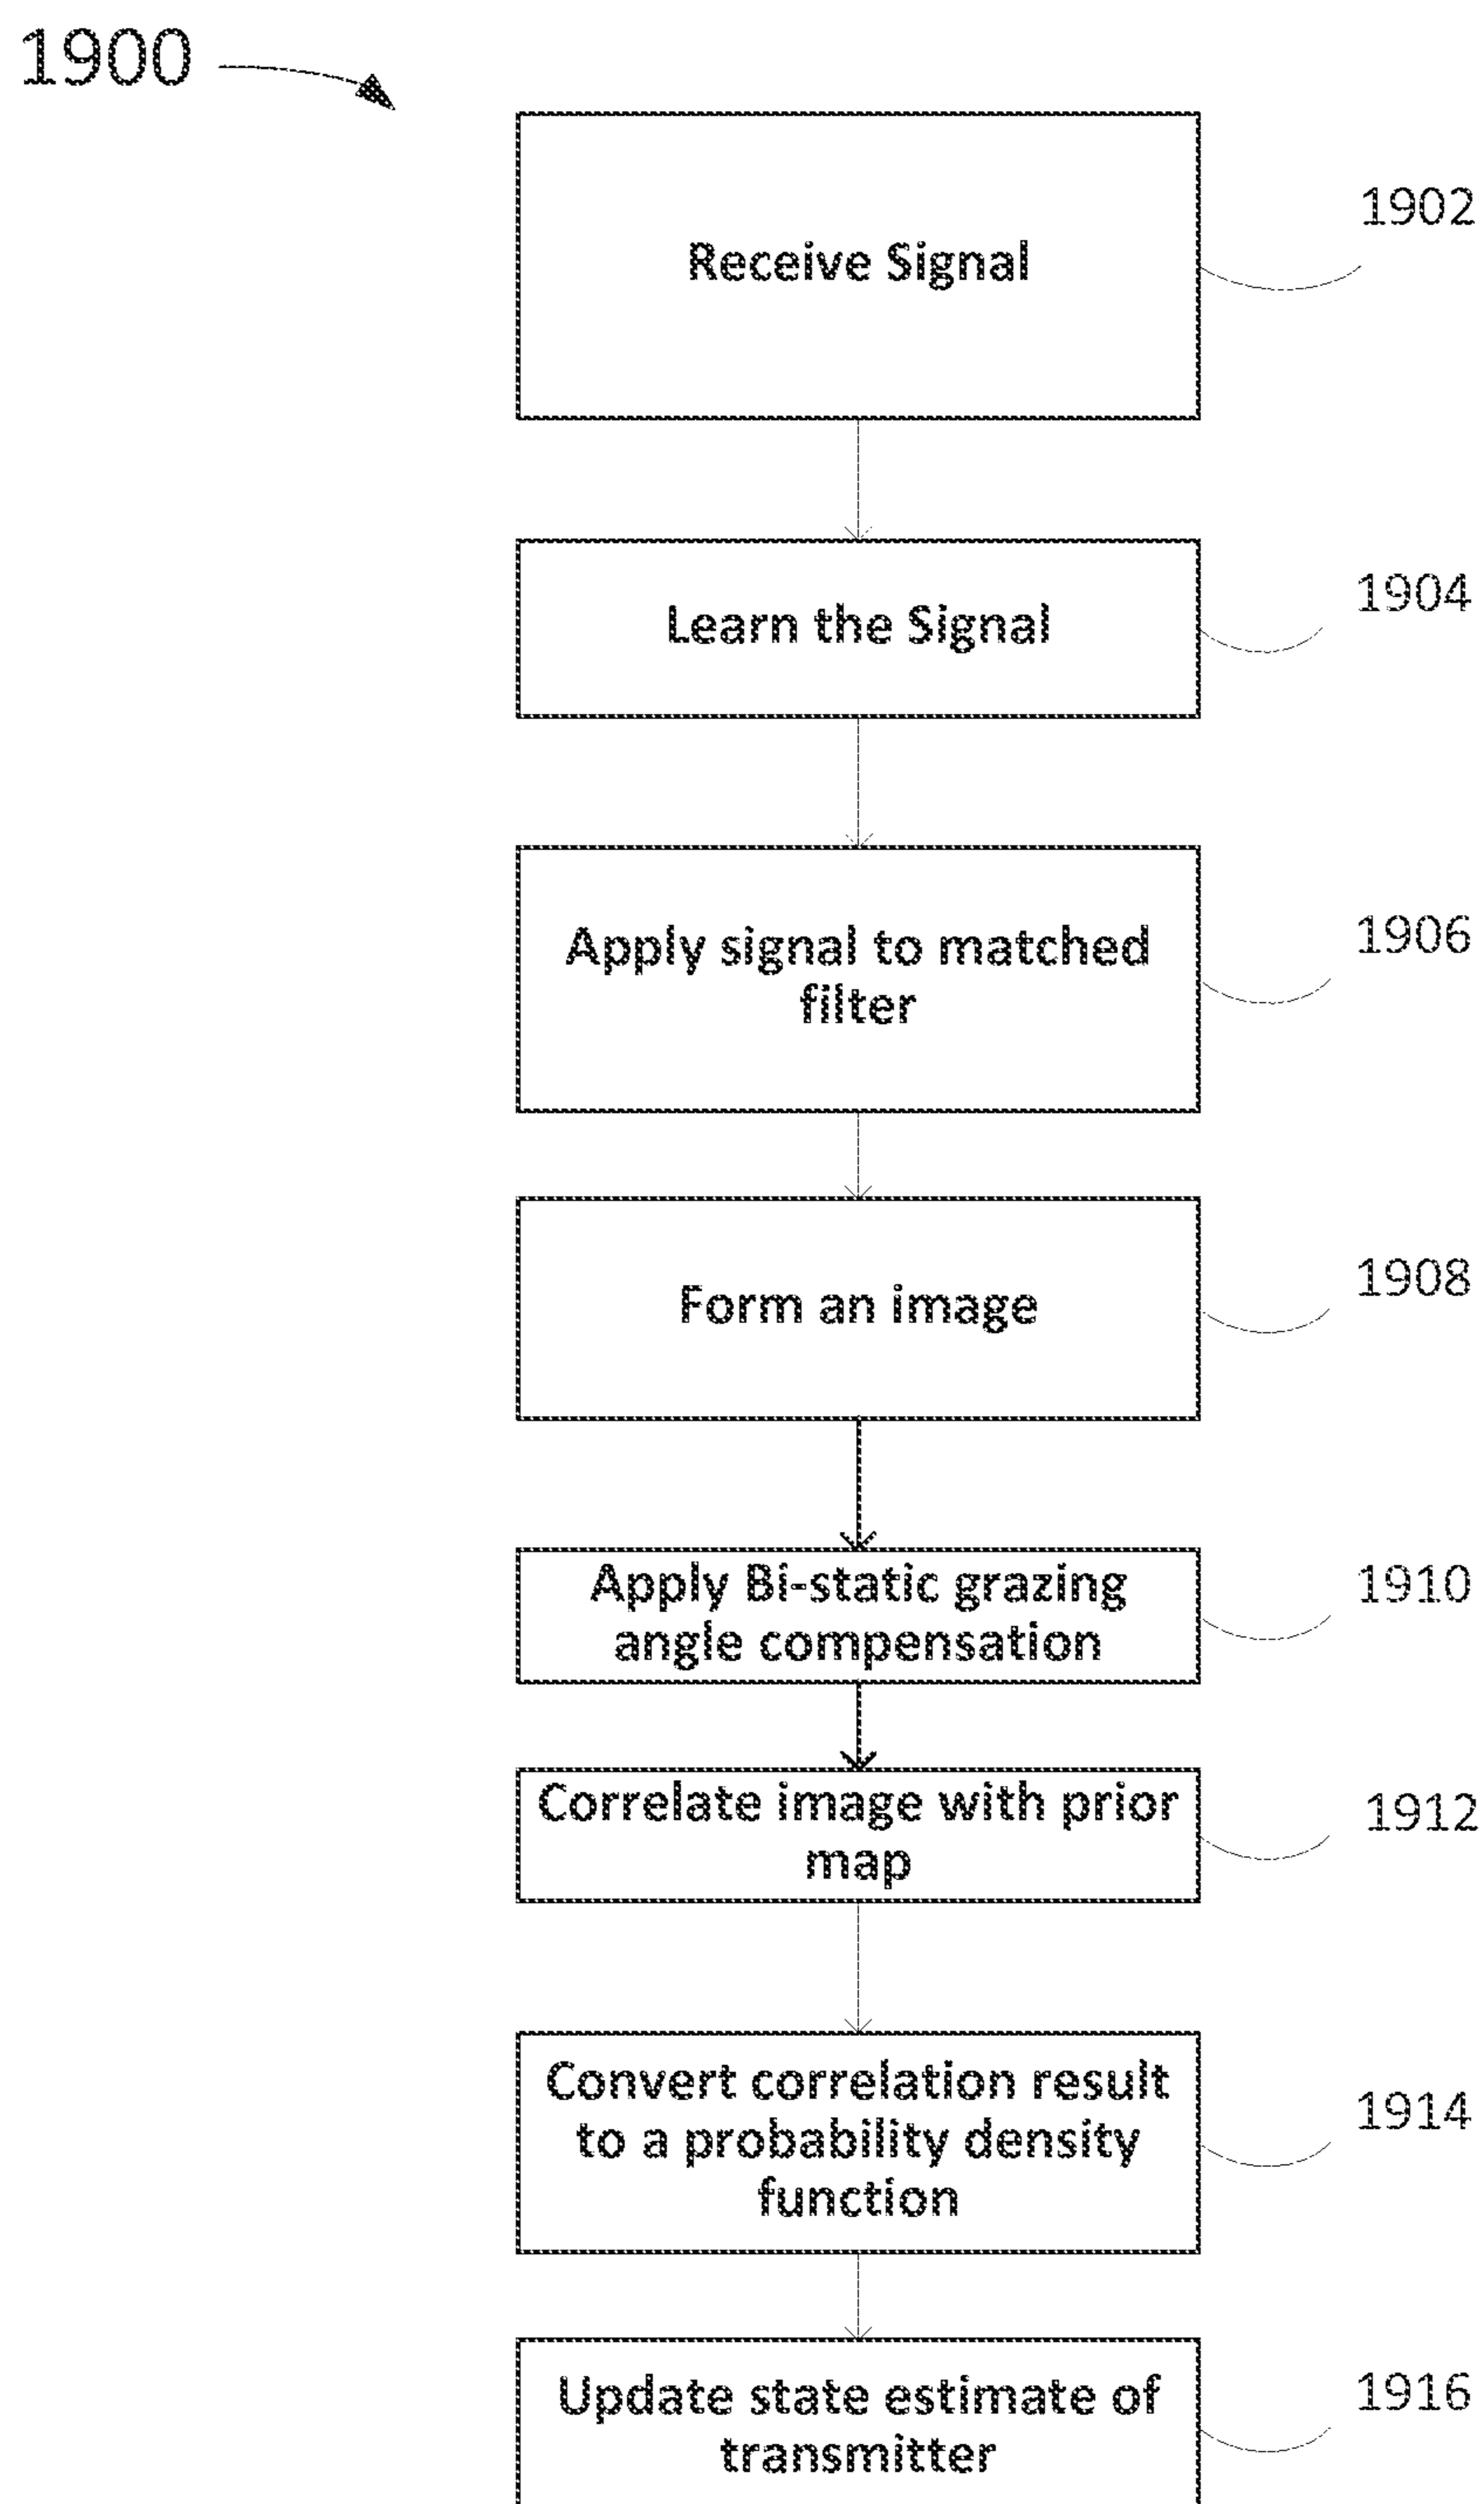 1900
Receive Signal
1902
Learn the Signal
1904
Apply signal to matched
filter
1906
Form an image
1908
Apply Bi-static grazing
angle compensation
1910
Correlate image with prior
map
1912
Convert correlation result
to a probability density
function
1914
Update state estimate of
transmitter
1916